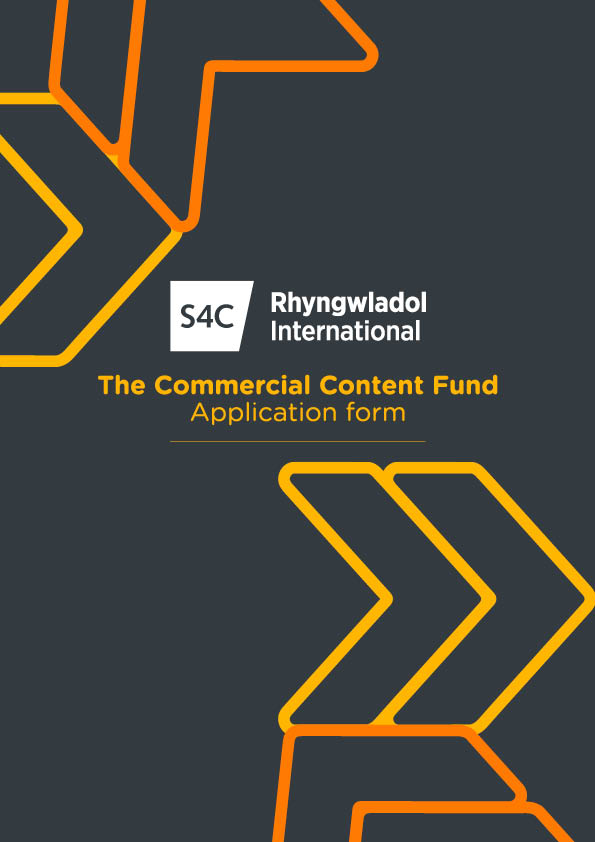 S4C
Rhyngwladol
International
The Commercial Content Fund
Application form